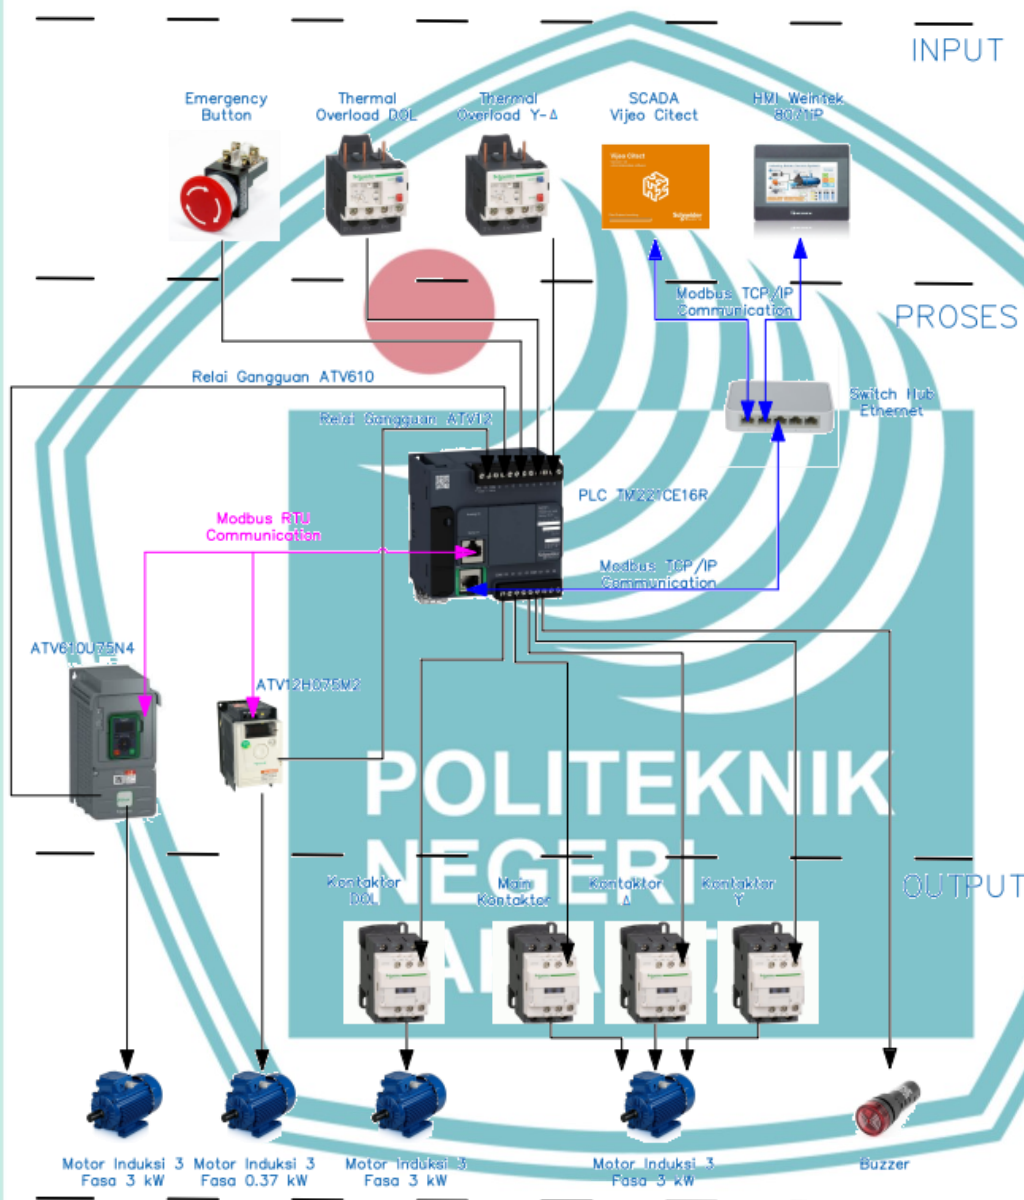 INPUT
Emergency
Button
Thermal
Overload DOL
Thermal
Overload Y-Δ
SCADA
Vijeo Citect
HMI Weintek
8071iP
Vijeo Citect
Schneider
Modbus TCP/IP
Communication
PROSES
Relai Gangguan ATV610
Relai Gangguan ATV12
Switch Hub
Ethernet
PLC TM221CE16R
Modbus RTU
Communication
Modbus TCP/IP
Communication
ATV610U75N4
ATV12H075M2
POLITEKNIK
NEGERI
OUTPUT
Kontaktor
DOL
Main
Kontaktor
Kontaktor
Δ
Kontaktor
Y
Motor Induksi 3
Fasa 3 kW
Motor Induksi 3
Fasa 0.37 kW
Motor Induksi 3
Fasa 3 kW
Motor Induksi 3
Fasa 3 kW
Buzzer